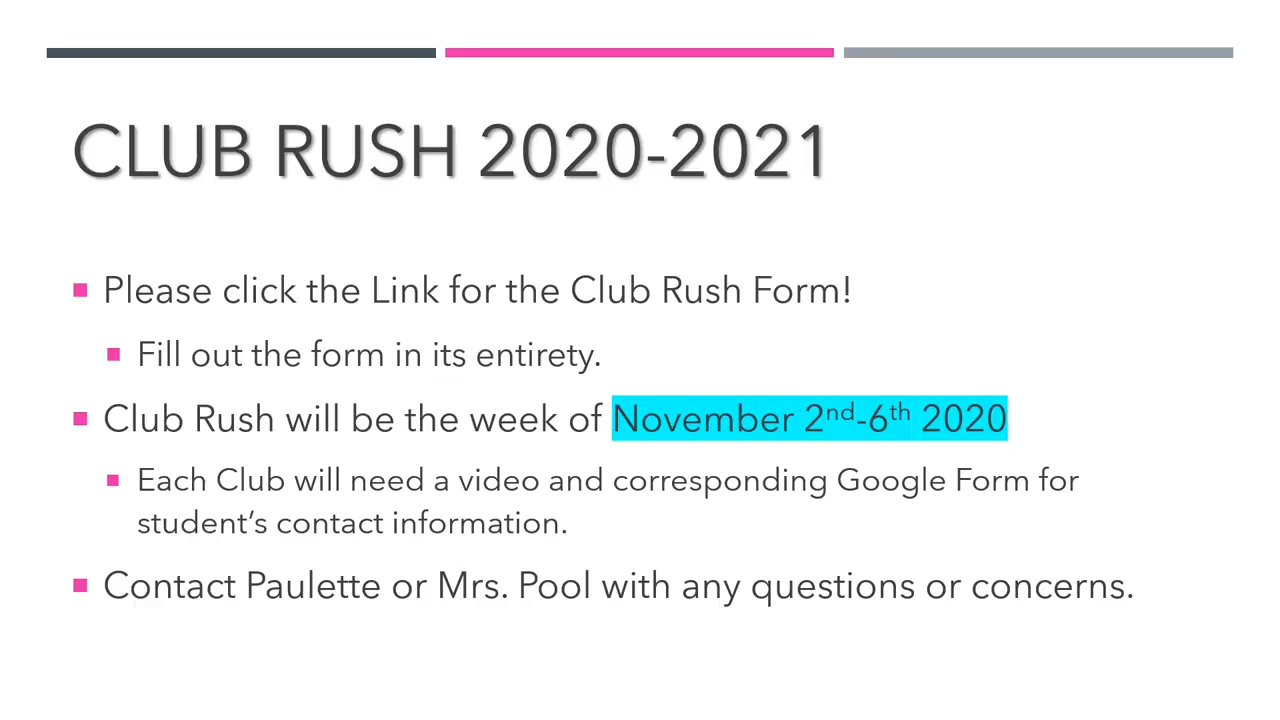 CLUB RUSH 2020-2021
Please click the Link for the Club Rush Form!
Fill out the form in its entirety.
Club Rush will be the week of November 2nd-6th 2020
Each Club will need a video and corresponding Google Form for
student's contact information.
Contact Paulette or Mrs. Pool with any questions or concerns.